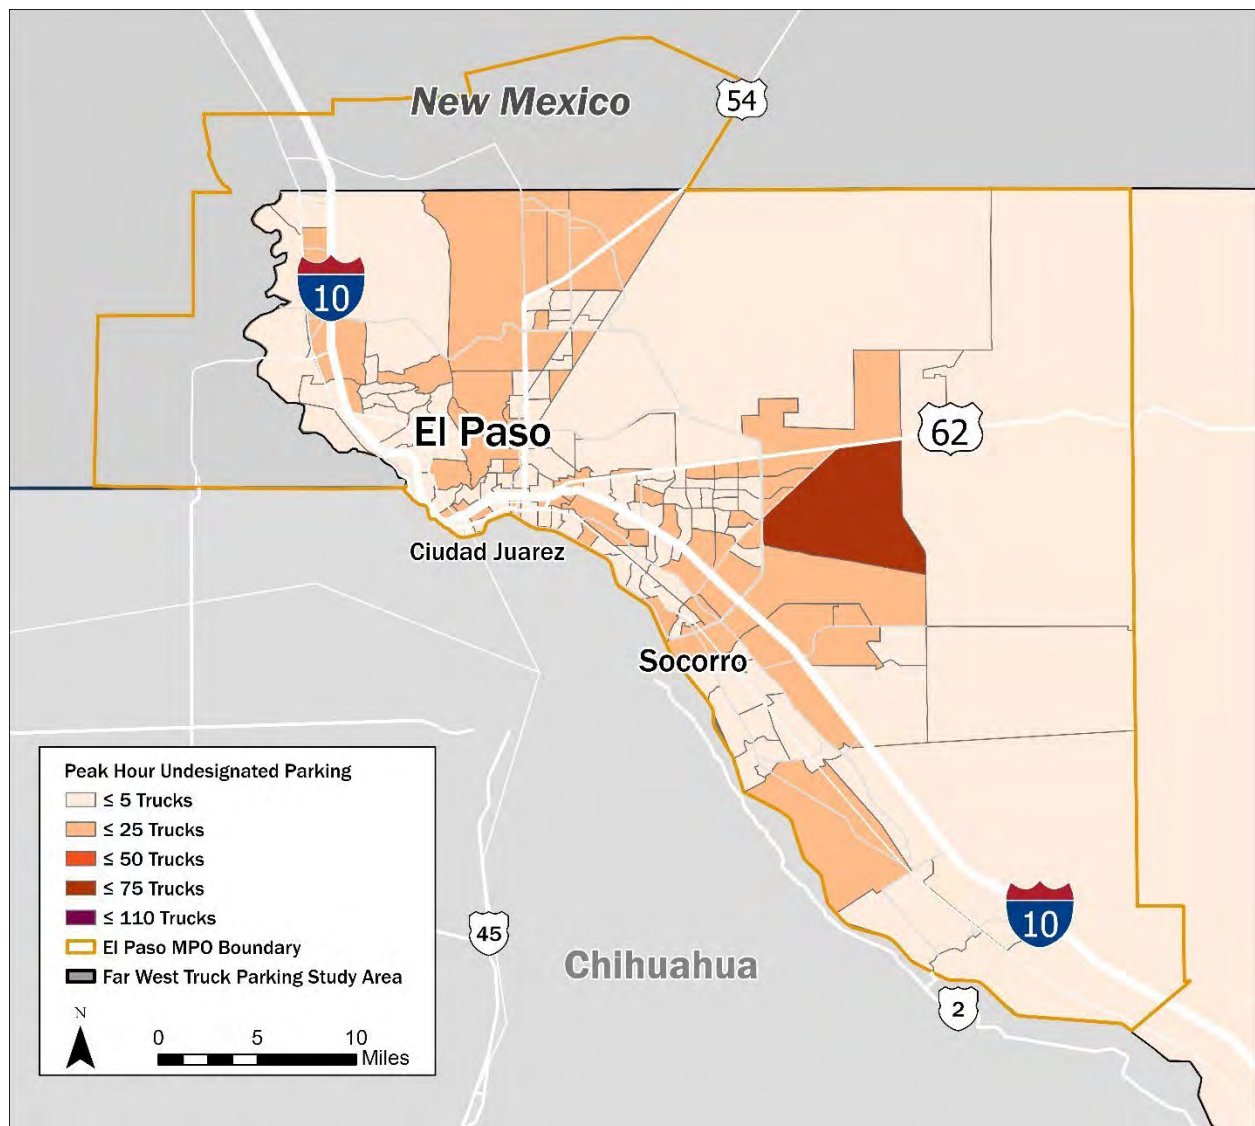 New Mexico
54
10
El Paso
62
Ciudad Juarez
Socorro
Peak Hour Undesignated Parking
≤ 5 Trucks
≤ 25 Trucks
≤ 50 Trucks
≤ 75 Trucks
≤ 110 Trucks
El Paso MPO Boundary
Far West Truck Parking Study Area
N
0 5 10
Miles
45
Chihuahua
10
2